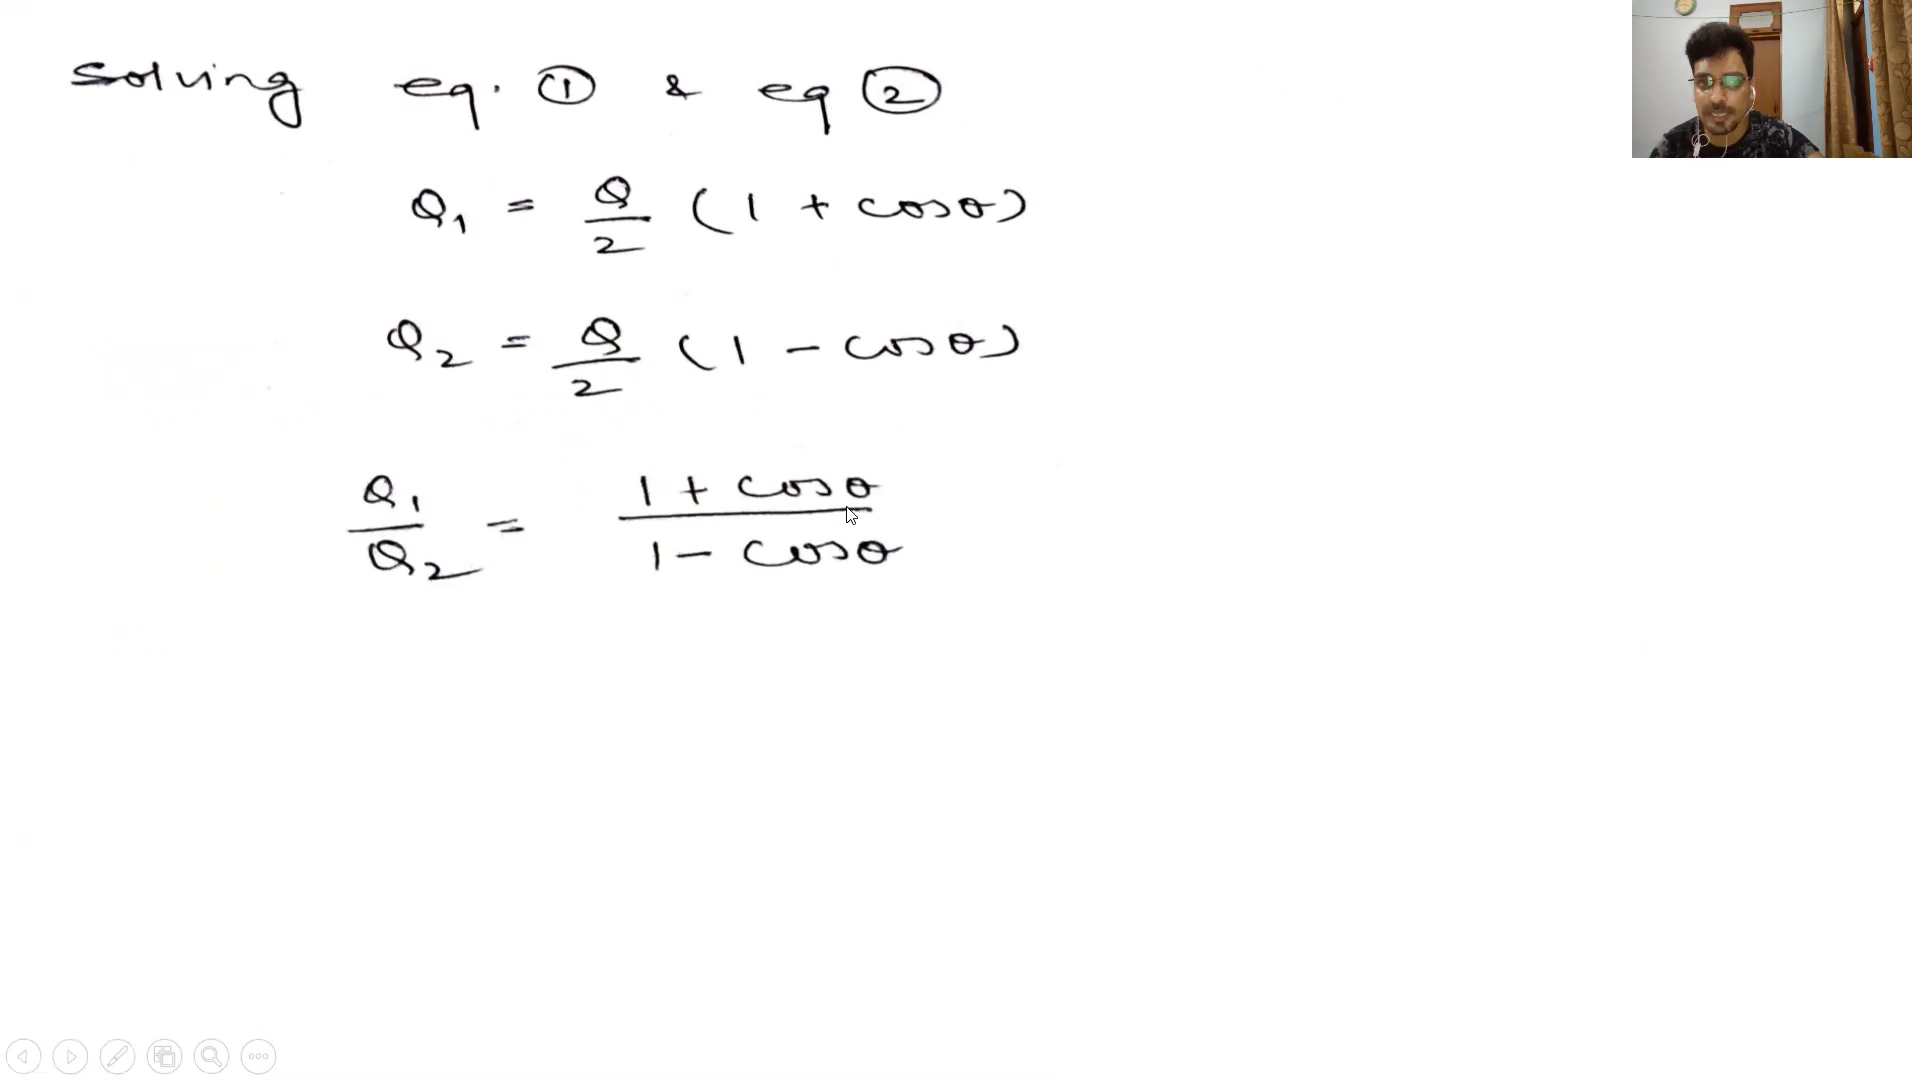 solving eq. ① & eq ②
Q₁ = Q/2 (1 + cosθ)
Q₂ = Q/2 (1 - cosθ)
Q₁/Q₂ = (1 + cosθ)/(1 - cosθ)